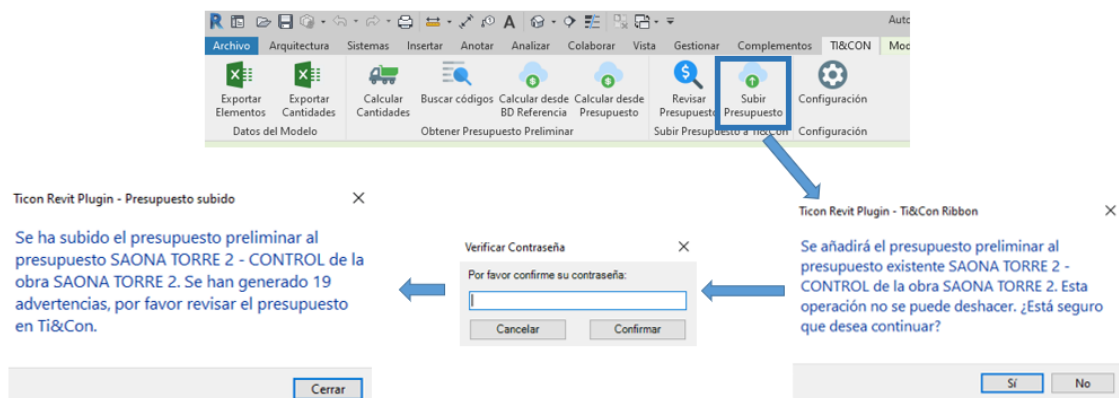 Auto
Archivo Arquitectura Sistemas Insertar Anotar Analizar Colaborar Vista Gestionar Complementos TI&CON Mod
Exportar Elementos
Exportar Cantidades
Calcular Cantidades
Buscar códigos
Calcular desde BD Referencia
Calcular desde Presupuesto
Revisar Presupuesto
Subir Presupuesto
Configuración
Datos del Modelo
Obtener Presupuesto Preliminar
Subir Presupuesto a Ti&Con
Configuración
Ticon Revit Plugin - Ti&Con Ribbon
Se añadirá el presupuesto preliminar al
presupuesto existente SAONA TORRE 2 -
CONTROL de la obra SAONA TORRE 2. Esta
operación no se puede deshacer. ¿Está seguro
que desea continuar?
Sí No
Verificar Contraseña
Por favor confirme su contraseña:
Cancelar Confirmar
Ticon Revit Plugin - Presupuesto subido
Se ha subido el presupuesto preliminar al
presupuesto SAONA TORRE 2 - CONTROL de la
obra SAONA TORRE 2. Se han generado 19
advertencias, por favor revisar el presupuesto
en Ti&Con.
Cerrar